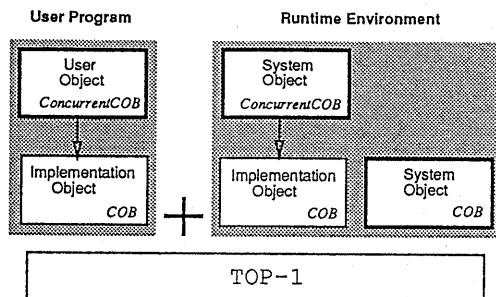 User Program
Runtime Environment
User
Object
ConcurrentCOB
System
Object
ConcurrentCOB
Implementation
Object
COB
Implementation
Object
COB
System
Object
COB
TOP-1